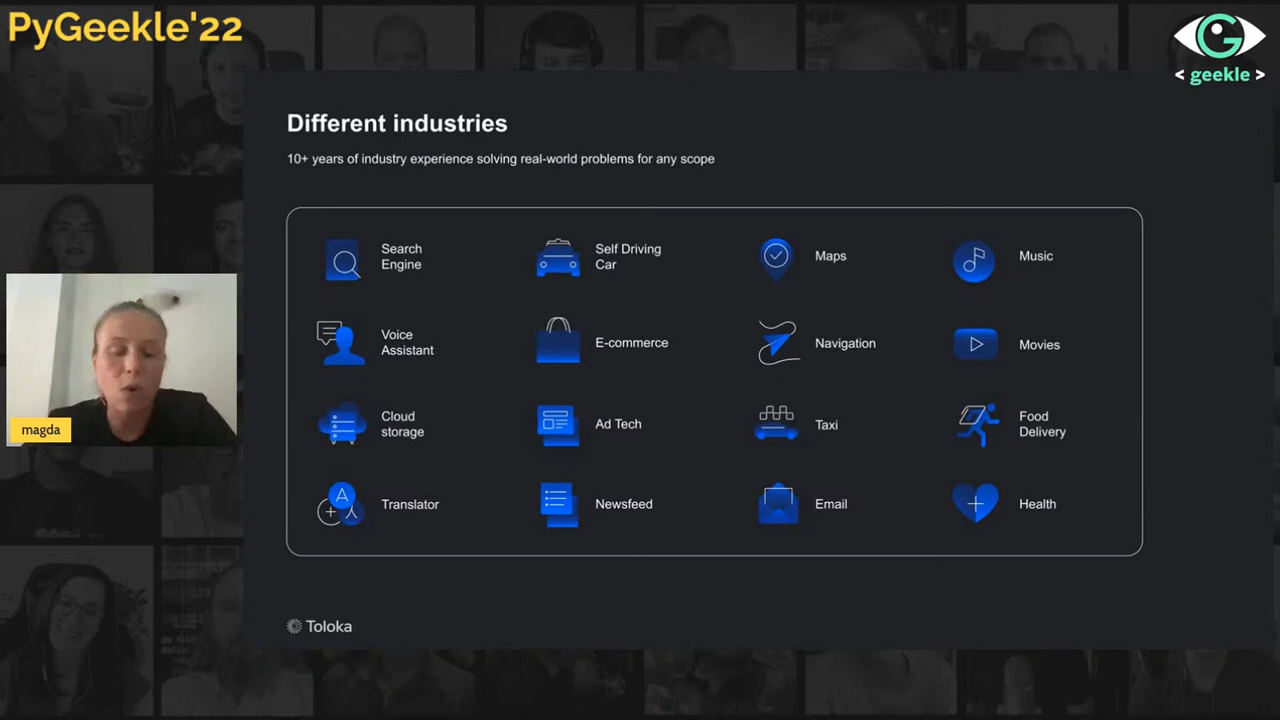 PyGeekle'22
< geekle >
Different industries
10+ years of industry experience solving real-world problems for any scope
Search
Engine
Self Driving
Car
Maps
Music
Voice
Assistant
E-commerce
Navigation
Movies
Cloud
storage
Ad Tech
Taxi
Food
Delivery
A
Translator
Newsfeed
Email
Health
magda
Toloka